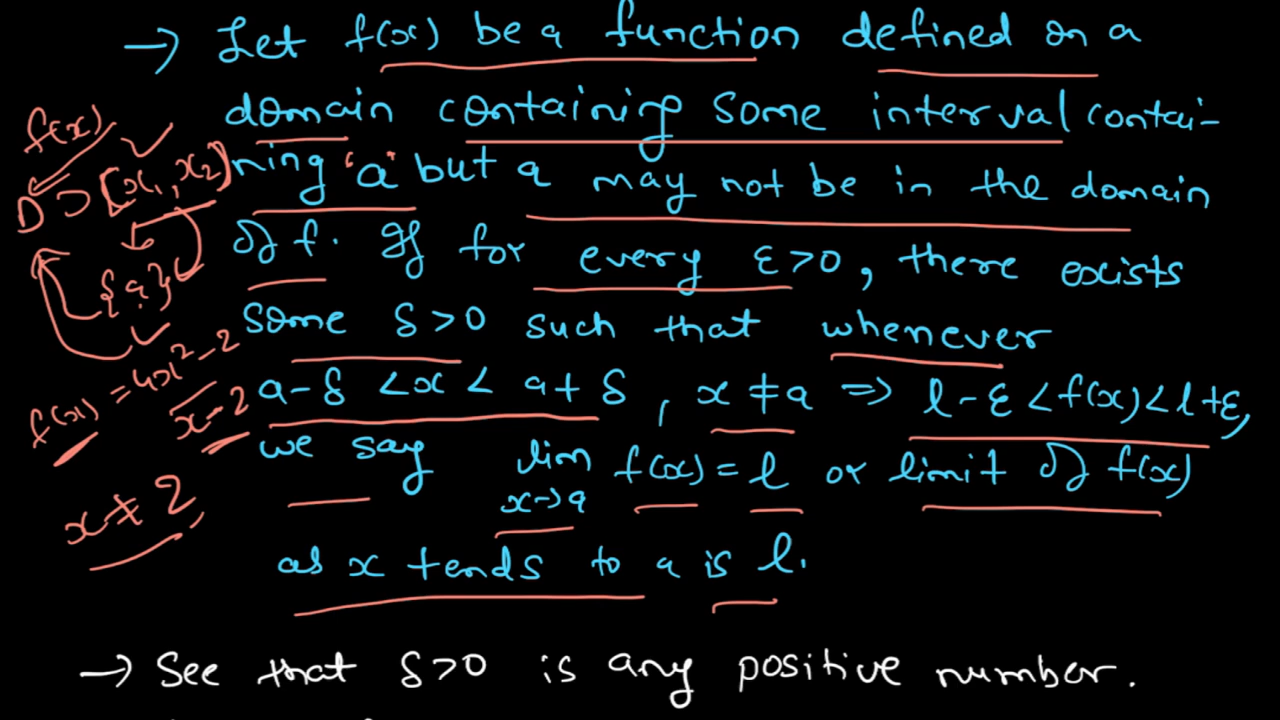 → Let f(x) be a function defined on a
domain containing some interval contai-
ning "a" but a may not be in the domain
of f. If for every ε>0, there exists
some δ>0 such that whenever
a-δ <x< a+δ, x≠a ⇒ l-ε<f(x)<l+ε,
we say lim x→a f(x) = l or limit of f(x)
as x tends to a is l.
→ See that δ>0 is any positive number.
f(x)
D ⊃ [x₁, x₂]
{a}
f(x) = 4x²-2
x-2
x≠2,